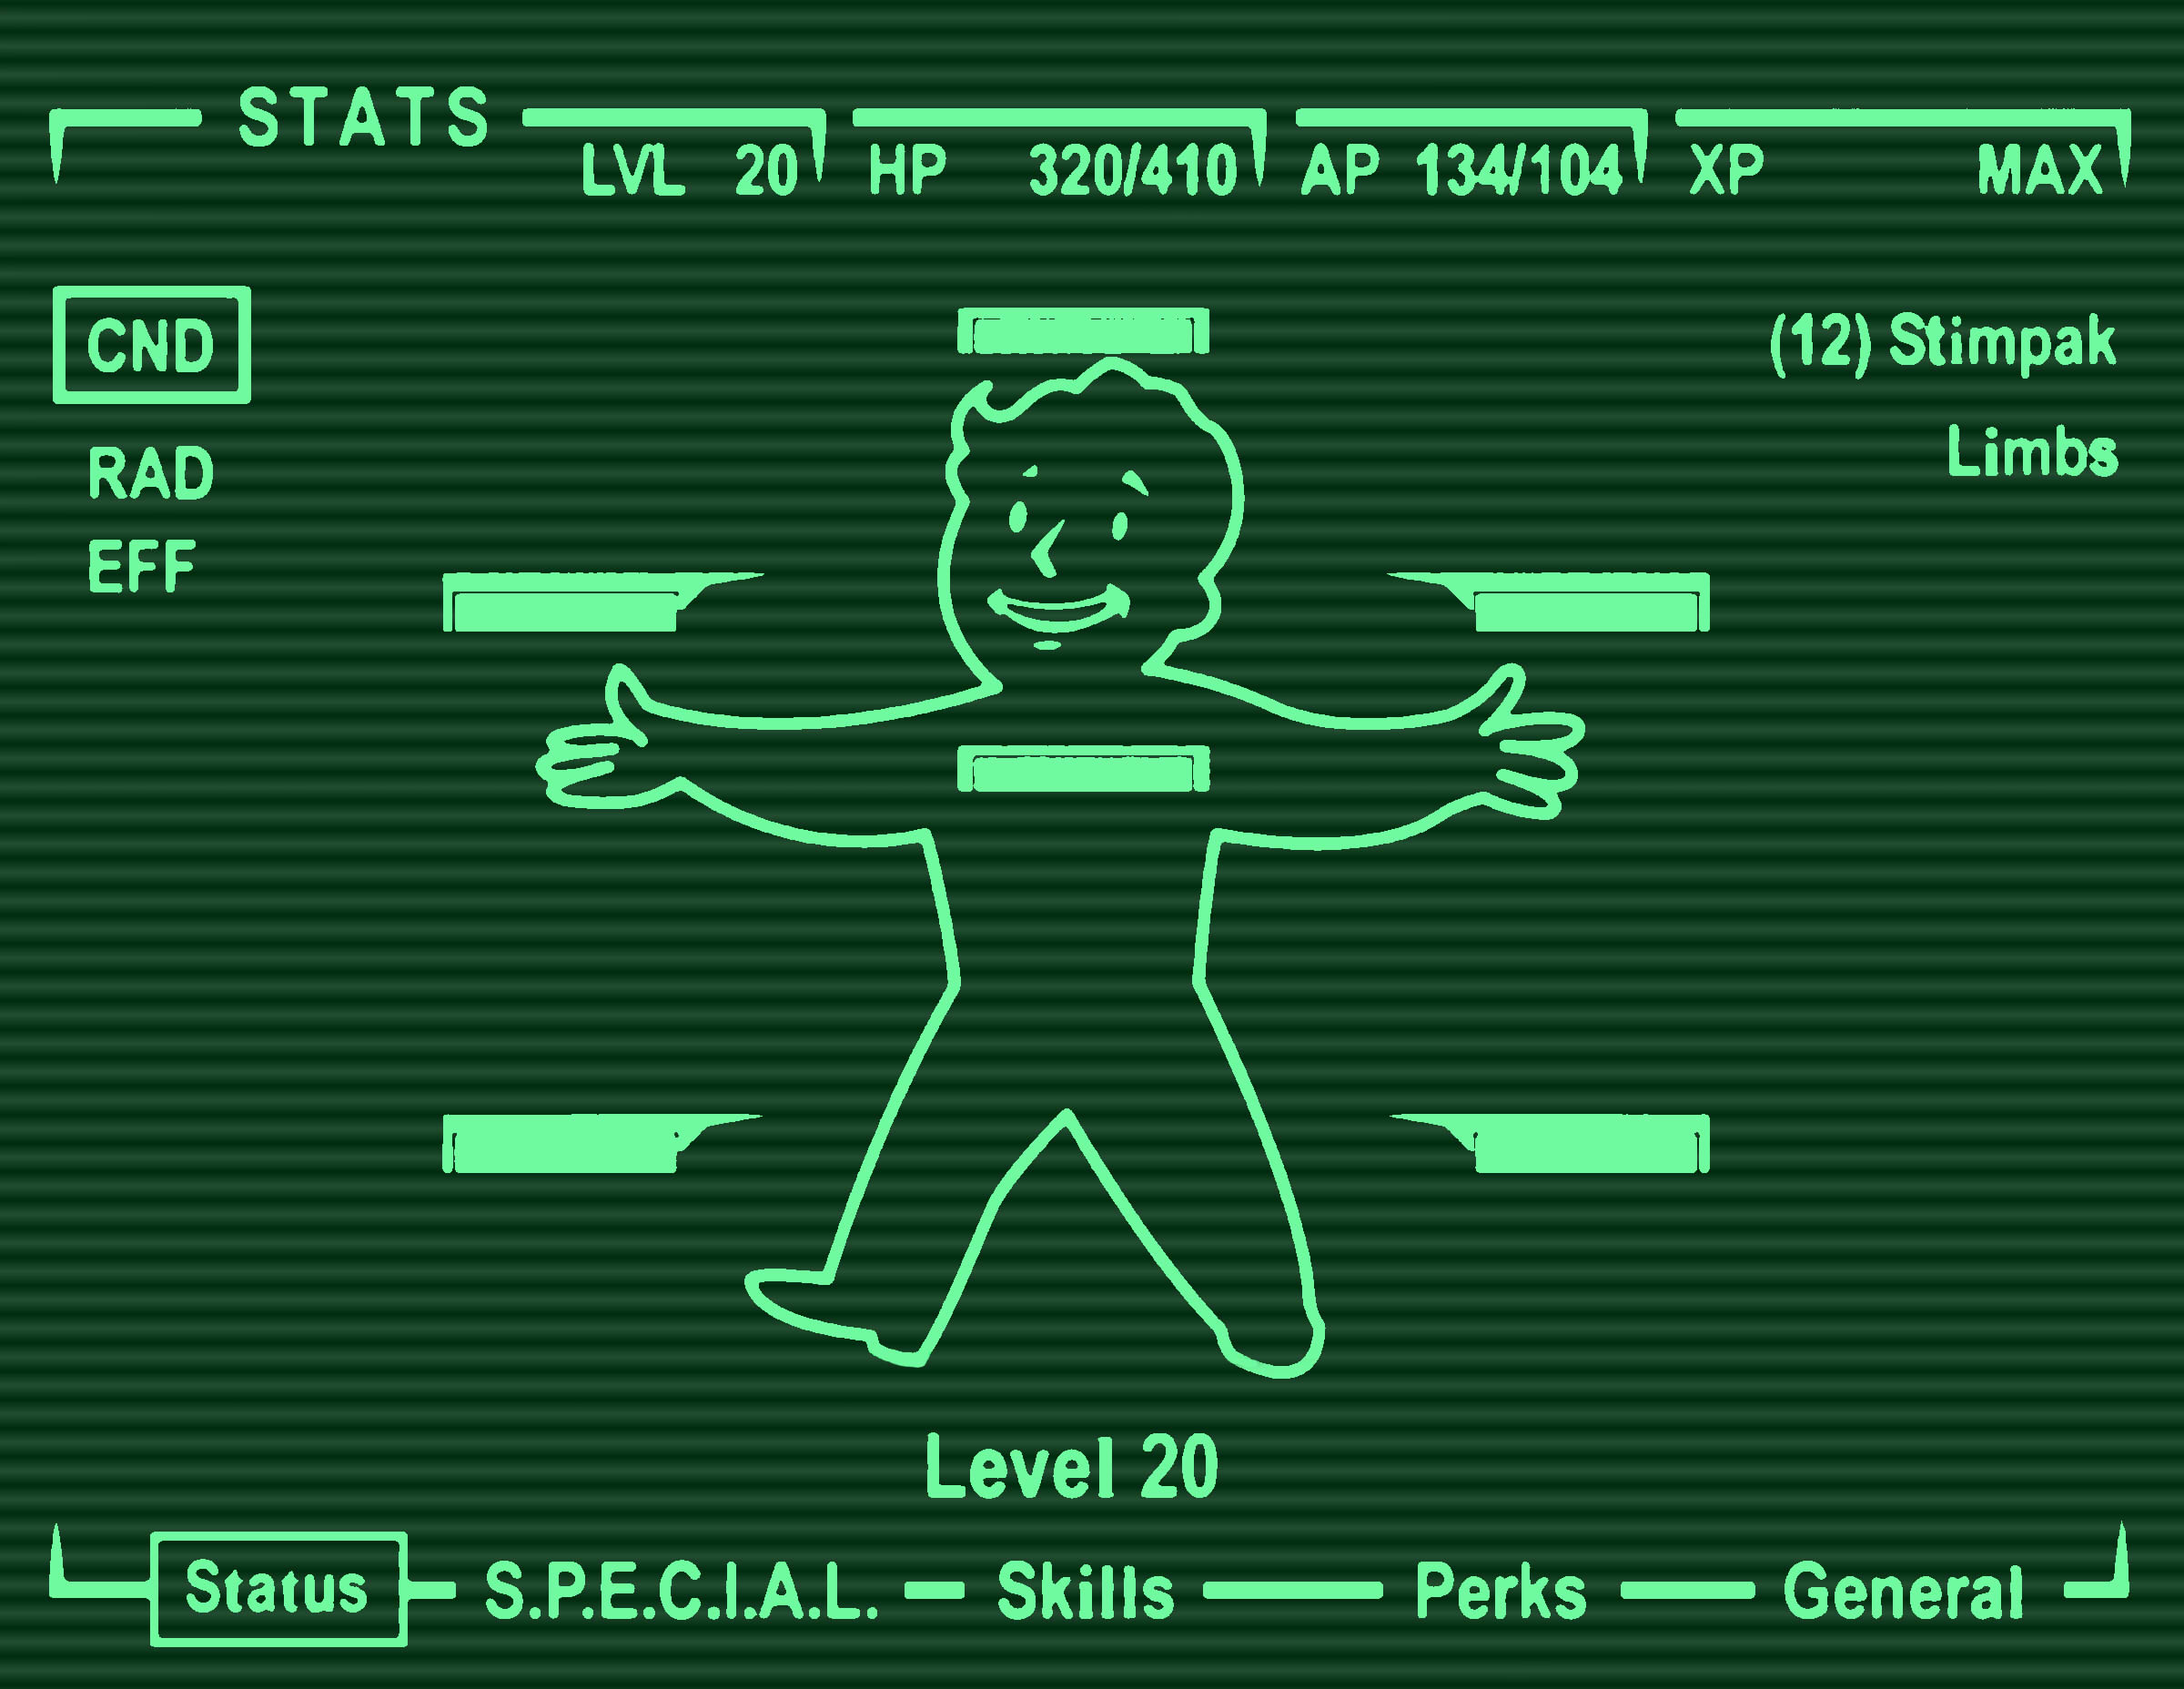 STATS
LVL 20 HP 320/410 AP 134/104 XP MAX
CND
(12) Stimpak
Limbs
RAD
EFF
Level 20
Status S.P.E.C.I.A.L. Skills Perks General